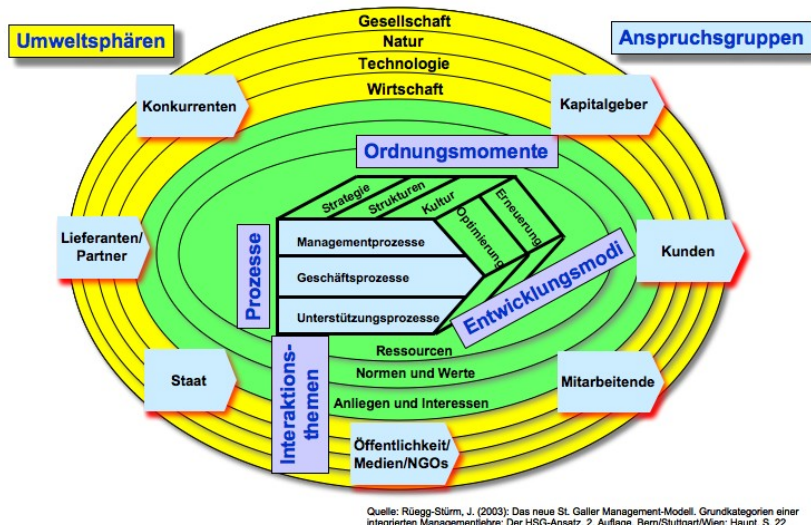 Gesellschaft
Umweltsphären
Natur
Anspruchsgruppen
Technologie
Wirtschaft
Konkurrenten
Kapitalgeber
Ordnungsmomente
Strategie
Strukturen
Kultur
Optimierung
Erneuerung
Lieferanten/
Partner
Prozesse
Managementprozesse
Geschäftsprozesse
Unterstützungsprozesse
Entwicklungsmodi
Kunden
Ressourcen
Normen und Werte
Anliegen und Interessen
Interaktions-
themen
Staat
Mitarbeitende
Öffentlichkeit/
Medien/NGOs
Quelle: Rüegg-Stürm, J. (2003): Das neue St. Galler Management-Modell. Grundkategorien einer
integrierten Managementlehre: Der HSG-Ansatz. 2. Auflage. Bern/Stuttgart/Wien: Haupt, S. 22